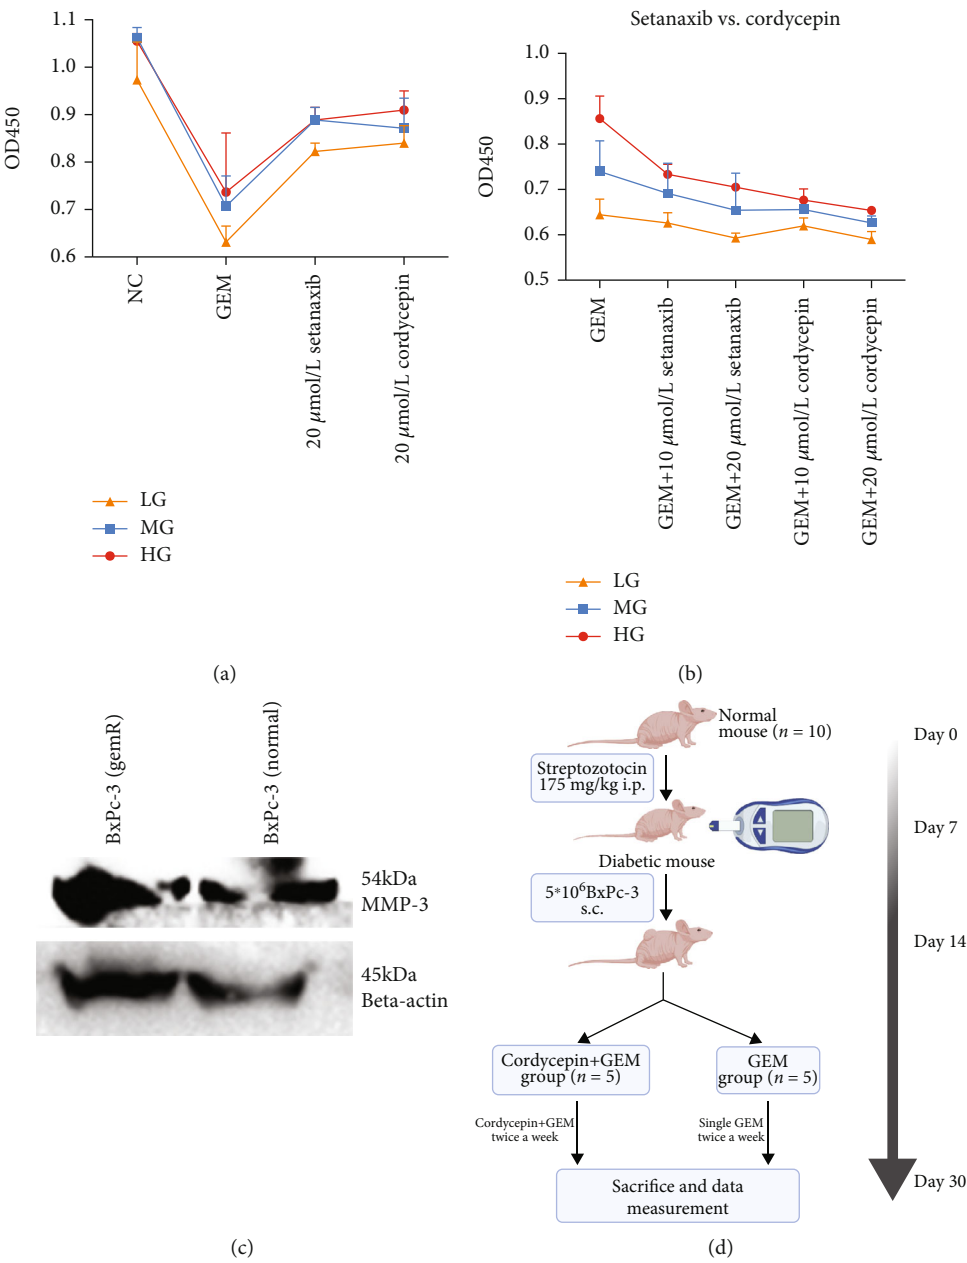 1.1
1.0
0.9
0.8
0.7
0.6
OD450
NC
GEM
20 μmol/L setanaxib
20 μmol/L cordycepin
LG
MG
HG
(a)
Setanaxib vs. cordycepin
1.0
0.9
0.8
0.7
0.6
0.5
OD450
GEM
GEM+10 μmol/L setanaxib
GEM+20 μmol/L setanaxib
GEM+10 μmol/L cordycepin
GEM+20 μmol/L cordycepin
LG
MG
HG
(b)
BxPc-3 (gemR)
BxPc-3 (normal)
54kDa
MMP-3
45kDa
Beta-actin
(c)
Normal
mouse (n = 10)
Day 0
Streptozotocin
175 mg/kg i.p.
Day 7
Diabetic mouse
5*10⁶BxPc-3
s.c.
Day 14
Cordycepin+GEM
group (n = 5)
GEM
group (n = 5)
Cordycepin+GEM
twice a week
Single GEM
twice a week
Sacrifice and data
measurement
Day 30
(d)